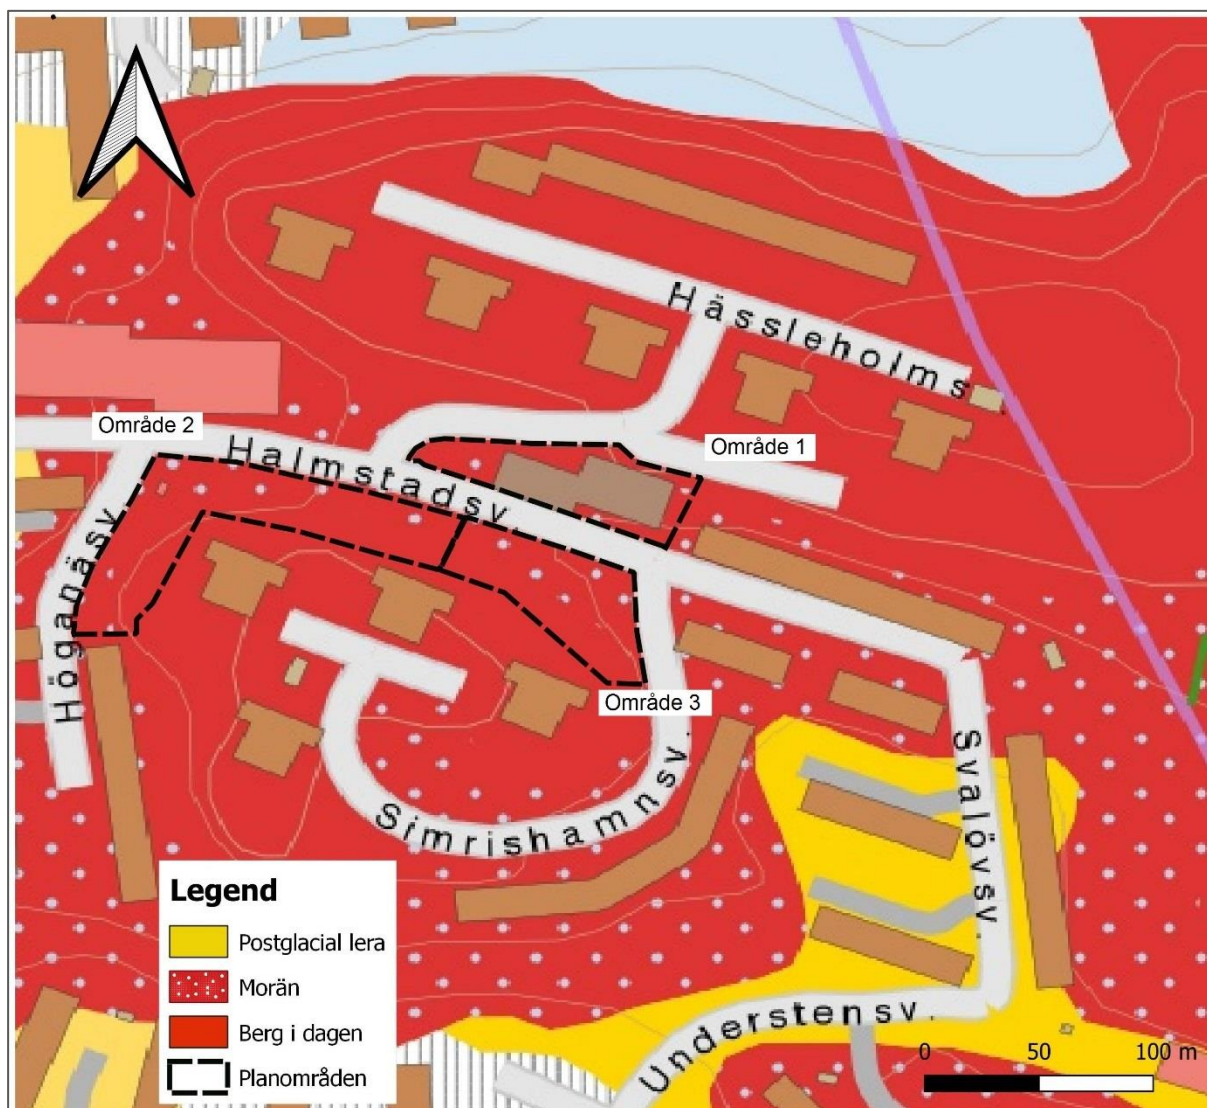 Hässleholms
Område 2
Område 1
Halmstadsv.
Höganäsv.
Område 3
Simrishamnsv.
Svalövsv.
Understensv.
Legend
Postglacial lera
Morän
Berg i dagen
Planområden
0 50 100 m